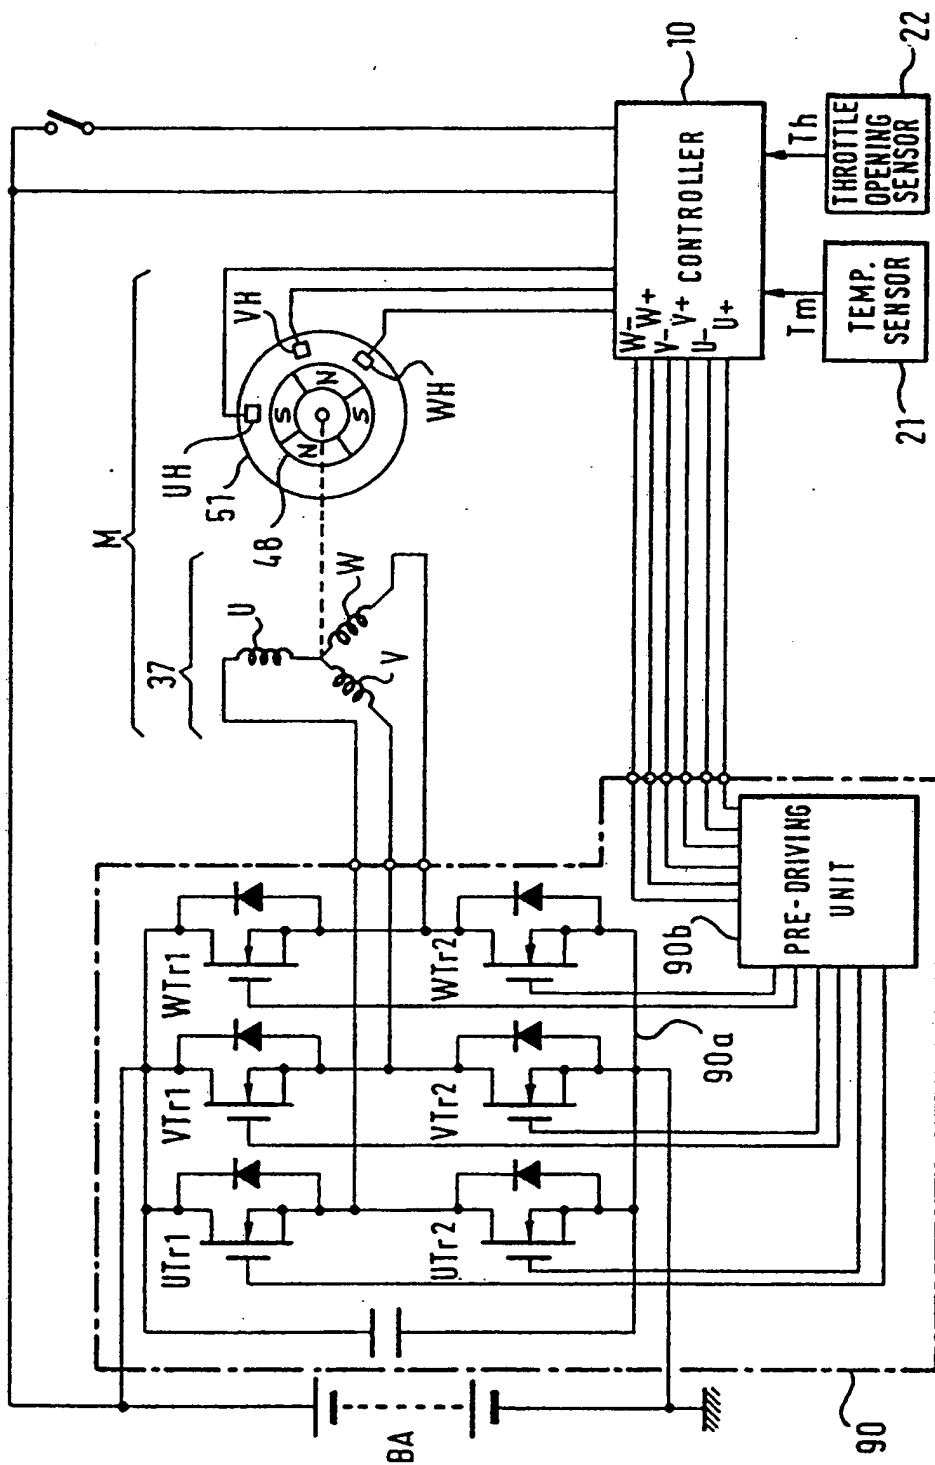 M
37
U
V
W
UH
51
48
VH
WH
10
CONTROLLER
W-
W+
V-
V+
U-
U+
Th
THROTTLE
OPENING
SENSOR
22
Tm
TEMP.
SENSOR
21
UTr1
VTr1
WTr1
UTr2
VTr2
WTr2
S
N
S
N
90a
90b
PRE-DRIVING
UNIT
BA
90